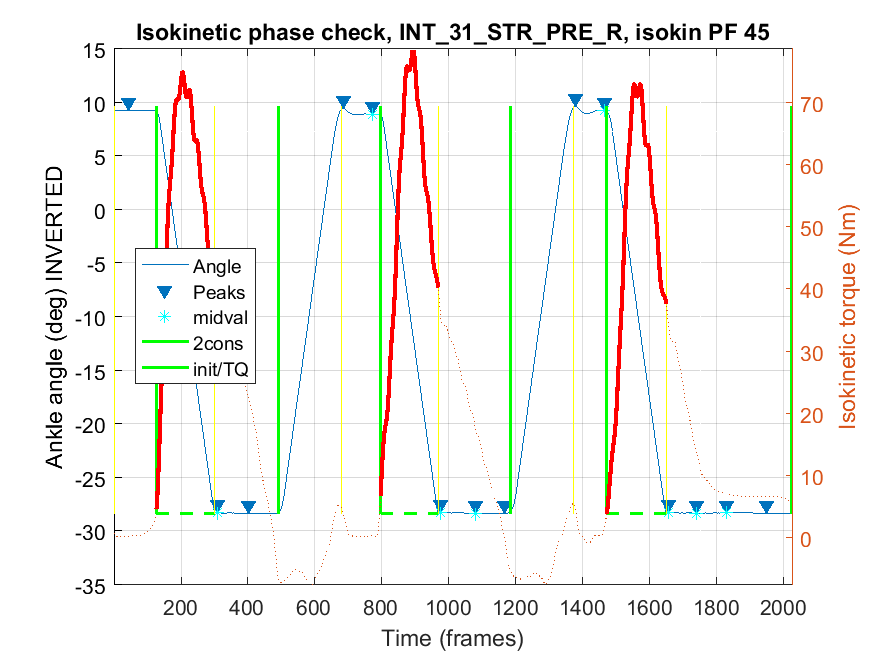 Isokinetic phase check, INT_31_STR_PRE_R, isokin PF 45
15
10
5
0
-5
-10
-15
-20
-25
-30
-35
Ankle angle (deg) INVERTED
Angle
Peaks
midval
2cons
init/TQ
70
60
50
40
30
20
10
0
Isokinetic torque (Nm)
200 400 600 800 1000 1200 1400 1600 1800 2000
Time (frames)